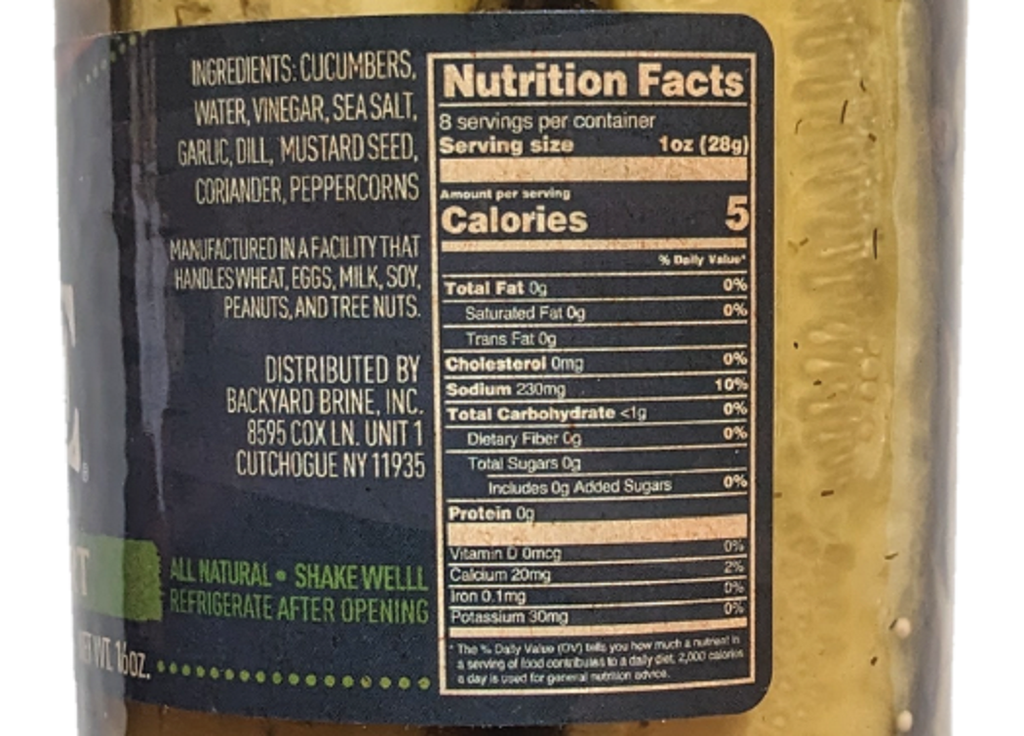 INGREDIENTS: CUCUMBERS,
WATER, VINEGAR, SEA SALT,
GARLIC, DILL, MUSTARD SEED,
CORIANDER, PEPPERCORNS
MANUFACTURED IN A FACILITY THAT
HANDLES WHEAT, EGGS, MILK, SOY,
PEANUTS, AND TREE NUTS.
DISTRIBUTED BY
BACKYARD BRINE, INC.
8595 COX LN. UNIT 1
CUTCHOGUE NY 11935
ALL NATURAL • SHAKE WELLL
REFRIGERATE AFTER OPENING
WT. 16oz.
Nutrition Facts
8 servings per container
Serving size 1oz (28g)
Amount per serving
Calories 5
% Daily Value*
Total Fat 0g 0%
Saturated Fat 0g 0%
Trans Fat 0g
Cholesterol 0mg 0%
Sodium 230mg 10%
Total Carbohydrate <1g 0%
Dietary Fiber 0g 0%
Total Sugars 0g
Includes 0g Added Sugars 0%
Protein 0g
Vitamin D 0mcg 0%
Calcium 20mg 2%
Iron 0.1mg 0%
Potassium 30mg 0%
* The % Daily Value (DV) tells you how much a nutrient in
a serving of food contributes to a daily diet, 2,000 calories
a day is used for general nutrition advice.